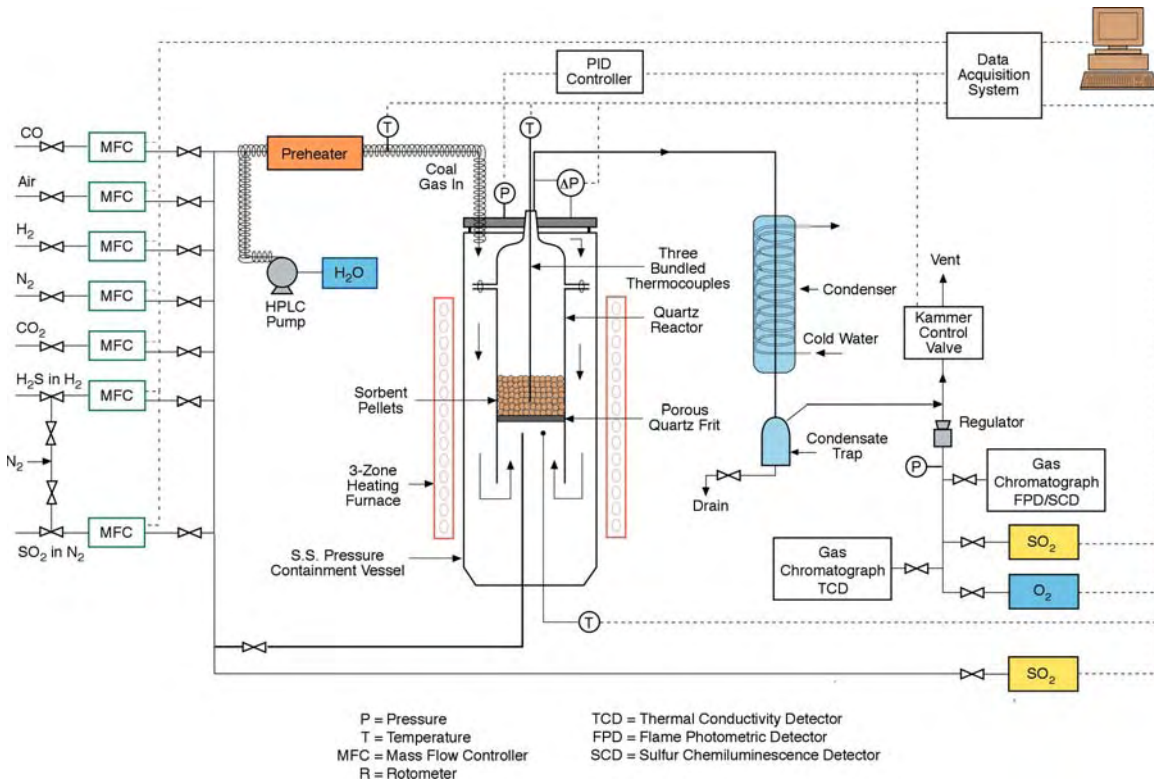 PID
Controller
Data
Acquisition
System
CO
MFC
Preheater
T
T
Coal
Gas In
P
ΔP
Air
MFC
H2
MFC
HPLC
Pump
H2O
N2
MFC
CO2
MFC
H2S in H2
MFC
N2
SO2 in N2
MFC
Three
Bundled
Thermocouples
Quartz
Reactor
Sorbent
Pellets
Porous
Quartz Frit
3-Zone
Heating
Furnace
S.S. Pressure
Containment Vessel
Condenser
Cold Water
Condensate
Trap
Drain
Vent
Kammer
Control
Valve
Regulator
P
Gas
Chromatograph
FPD/SCD
SO2
Gas
Chromatograph
TCD
O2
T
SO2
P = Pressure
T = Temperature
MFC = Mass Flow Controller
R = Rotometer
TCD = Thermal Conductivity Detector
FPD = Flame Photometric Detector
SCD = Sulfur Chemiluminescence Detector